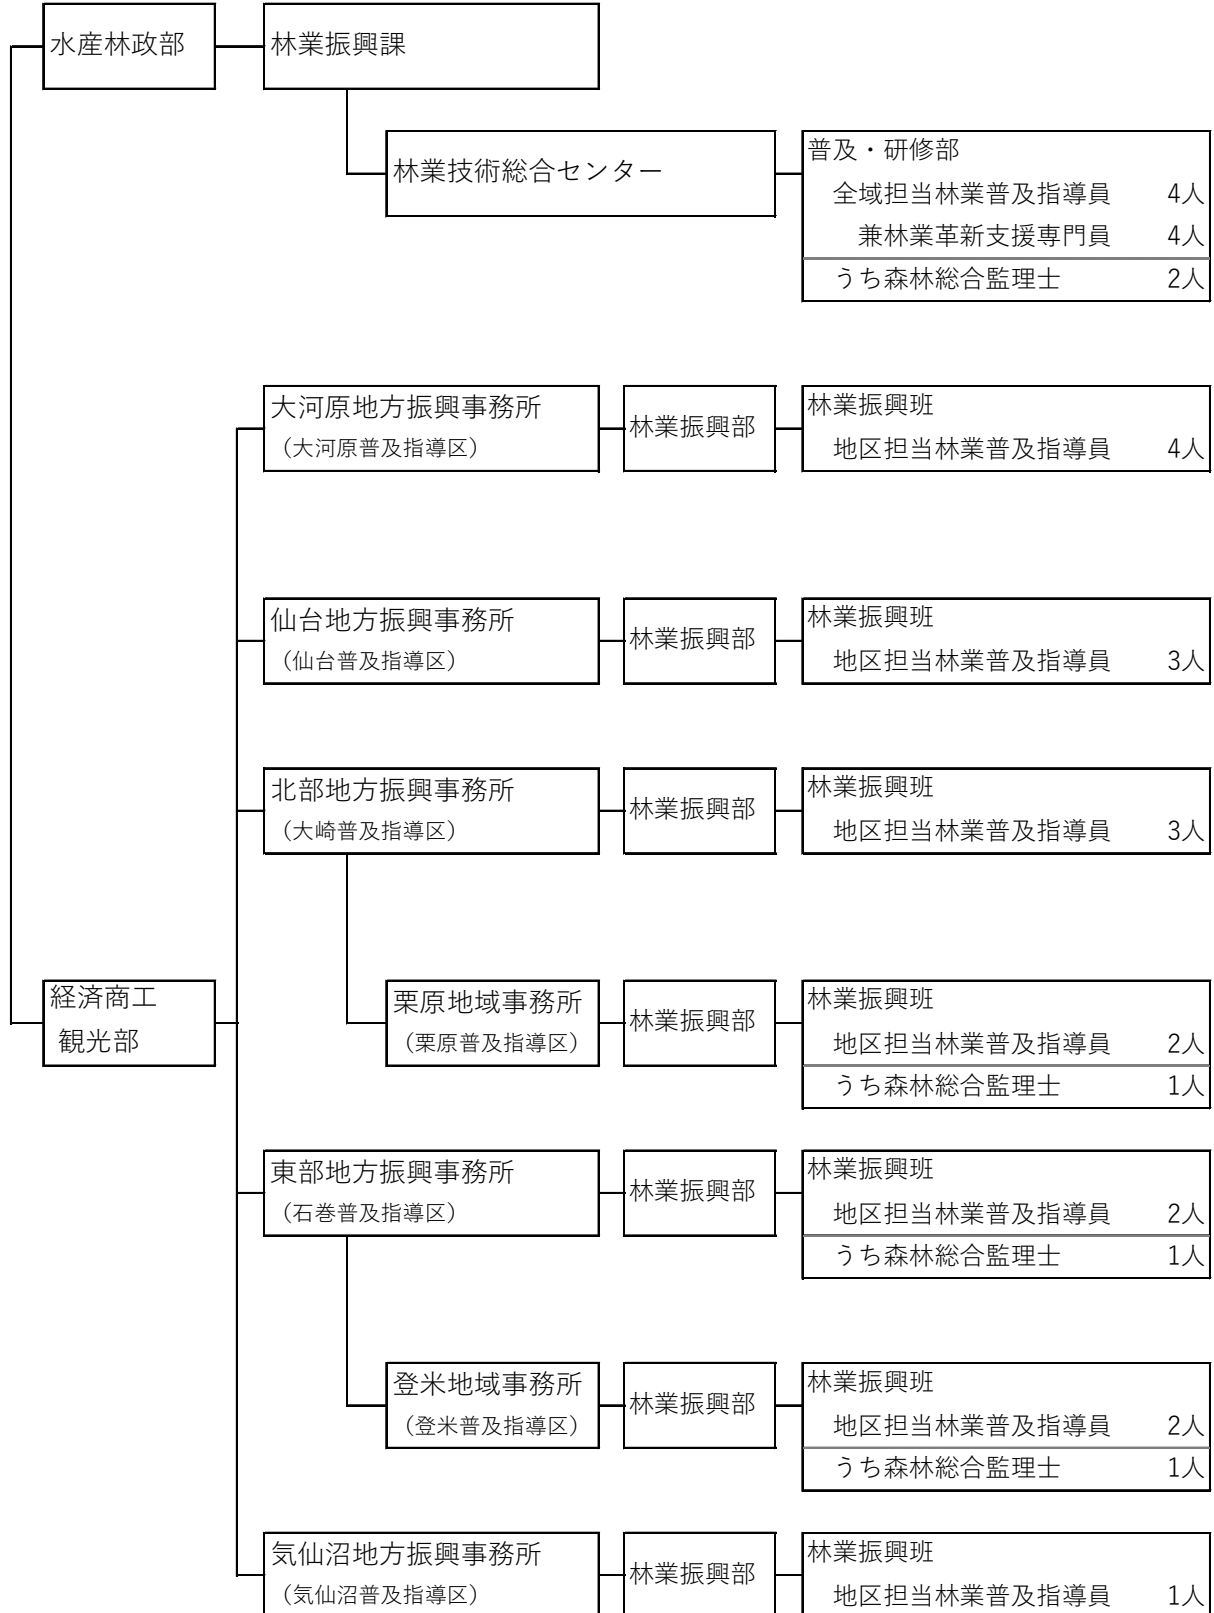 水産林政部
林業振興課
林業技術総合センター
普及・研修部
全域担当林業普及指導員 4人
兼林業革新支援専門員 4人
うち森林総合監理士 2人
大河原地方振興事務所
（大河原普及指導区）
林業振興部
林業振興班
地区担当林業普及指導員 4人
仙台地方振興事務所
（仙台普及指導区）
林業振興部
林業振興班
地区担当林業普及指導員 3人
北部地方振興事務所
（大崎普及指導区）
林業振興部
林業振興班
地区担当林業普及指導員 3人
経済商工
観光部
栗原地域事務所
（栗原普及指導区）
林業振興部
林業振興班
地区担当林業普及指導員 2人
うち森林総合監理士 1人
東部地方振興事務所
（石巻普及指導区）
林業振興部
林業振興班
地区担当林業普及指導員 2人
うち森林総合監理士 1人
登米地域事務所
（登米普及指導区）
林業振興部
林業振興班
地区担当林業普及指導員 2人
うち森林総合監理士 1人
気仙沼地方振興事務所
（気仙沼普及指導区）
林業振興部
林業振興班
地区担当林業普及指導員 1人